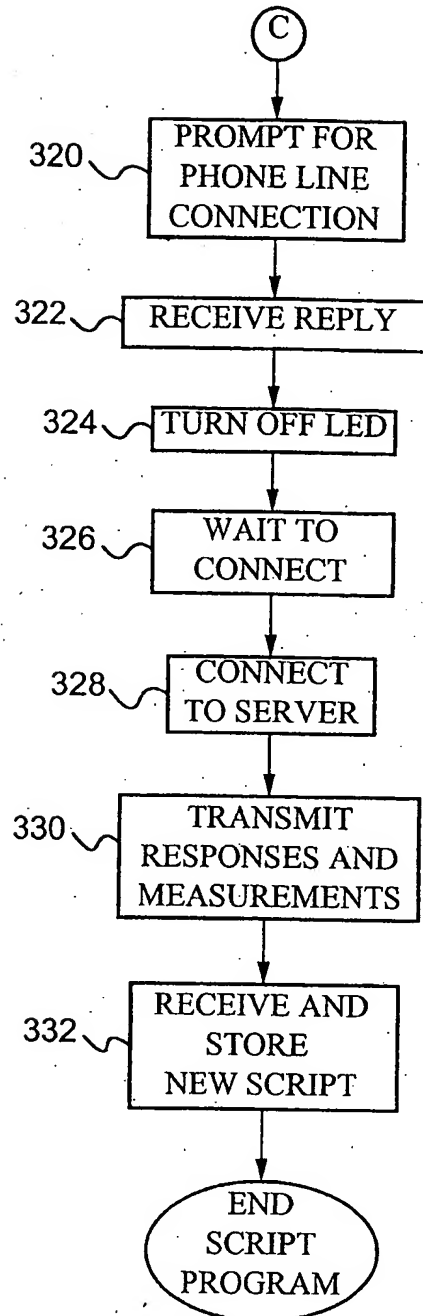 C
320
PROMPT FOR
PHONE LINE
CONNECTION
322
RECEIVE REPLY
324
TURN OFF LED
326
WAIT TO
CONNECT
328
CONNECT
TO SERVER
330
TRANSMIT
RESPONSES AND
MEASUREMENTS
332
RECEIVE AND
STORE
NEW SCRIPT
END
SCRIPT
PROGRAM